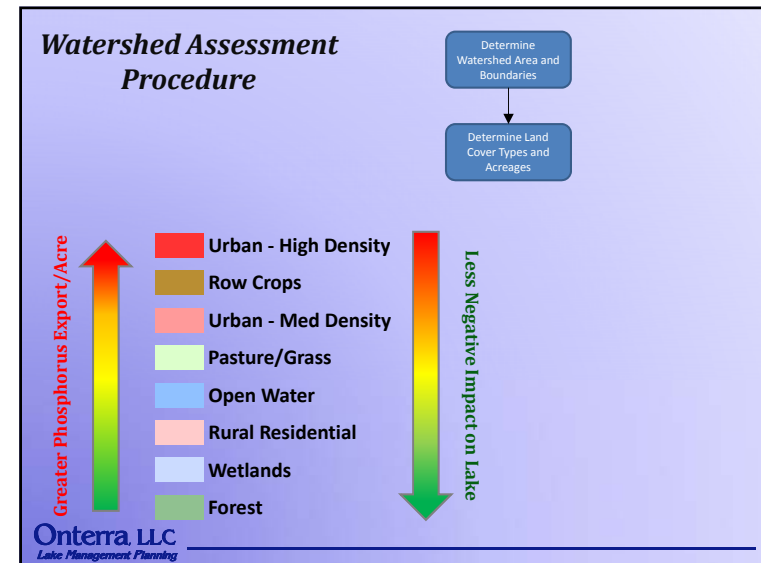 Watershed Assessment
Procedure
Determine
Watershed Area and
Boundaries
Determine Land
Cover Types and
Acreages
Greater Phosphorus Export/Acre
Urban - High Density
Row Crops
Urban - Med Density
Pasture/Grass
Open Water
Rural Residential
Wetlands
Forest
Less Negative Impact on Lake
Onterra, LLC
Lake Management Planning